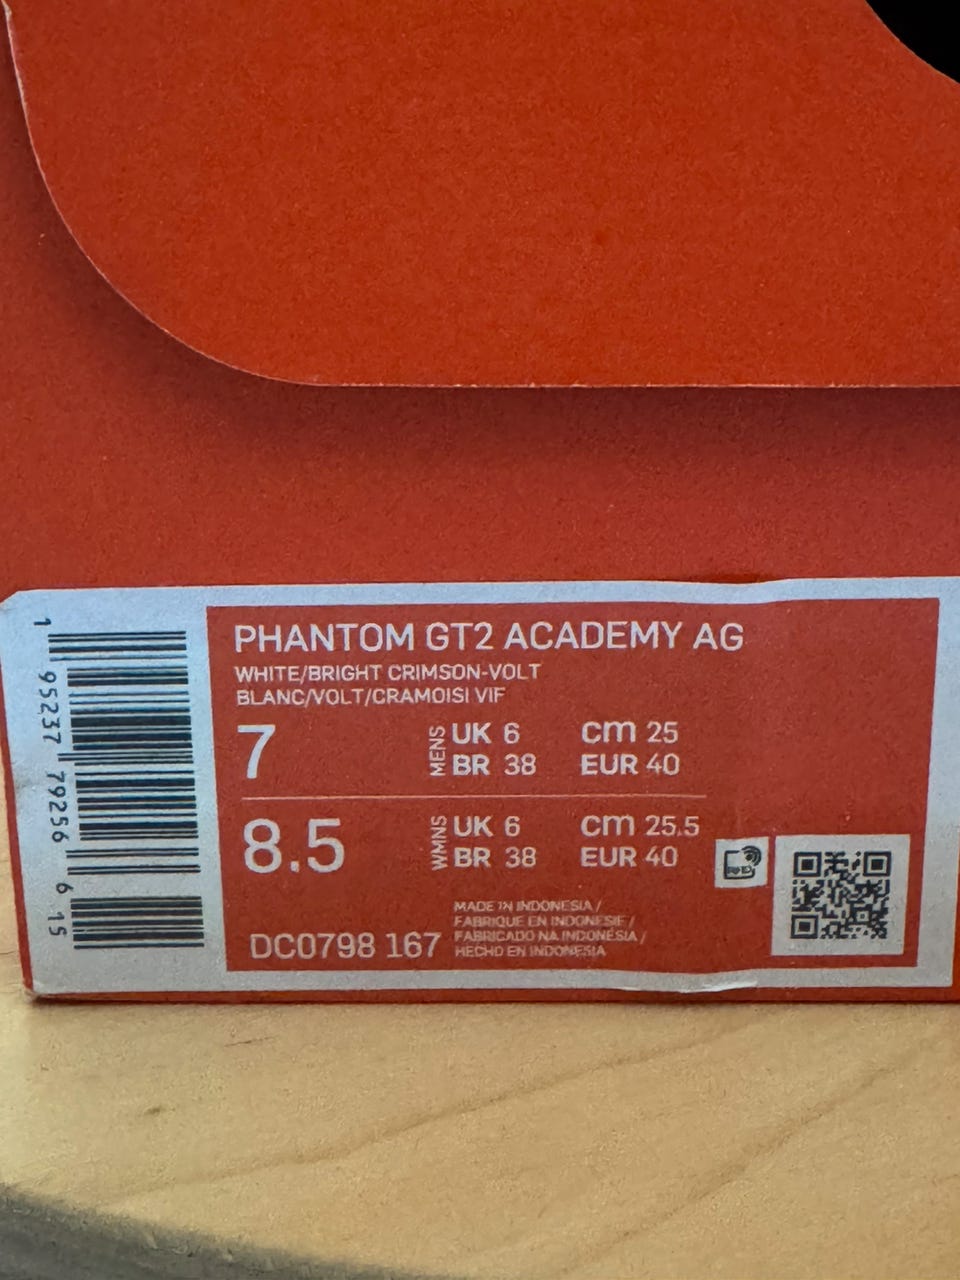 PHANTOM GT2 ACADEMY AG
WHITE/BRIGHT CRIMSON-VOLT
BLANC/VOLT/CRAMOISI VIF
7 MENS UK 6 cm 25
BR 38 EUR 40
8.5 WMNS UK 6 cm 25.5
BR 38 EUR 40
MADE IN INDONESIA /
FABRIQUE EN INDONESIE /
FABRICADO NA INDONÉSIA /
HECHO EN INDONESIA
DC0798 167
1 95237 79256 6 15